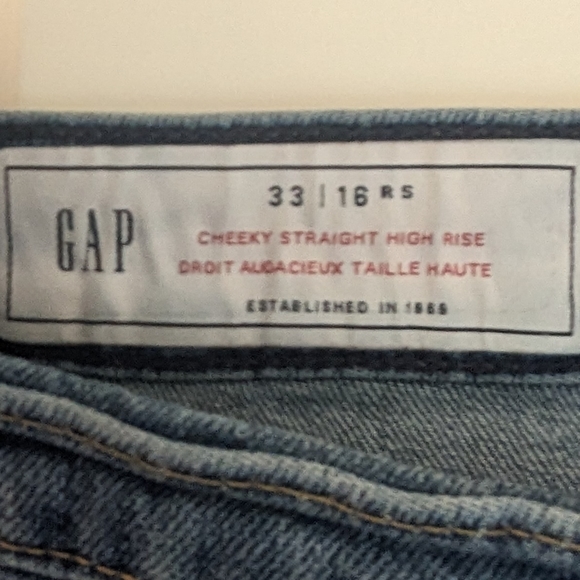 GAP
33 | 16 RS
CHEEKY STRAIGHT HIGH RISE
DROIT AUDACIEUX TAILLE HAUTE
ESTABLISHED IN 1969